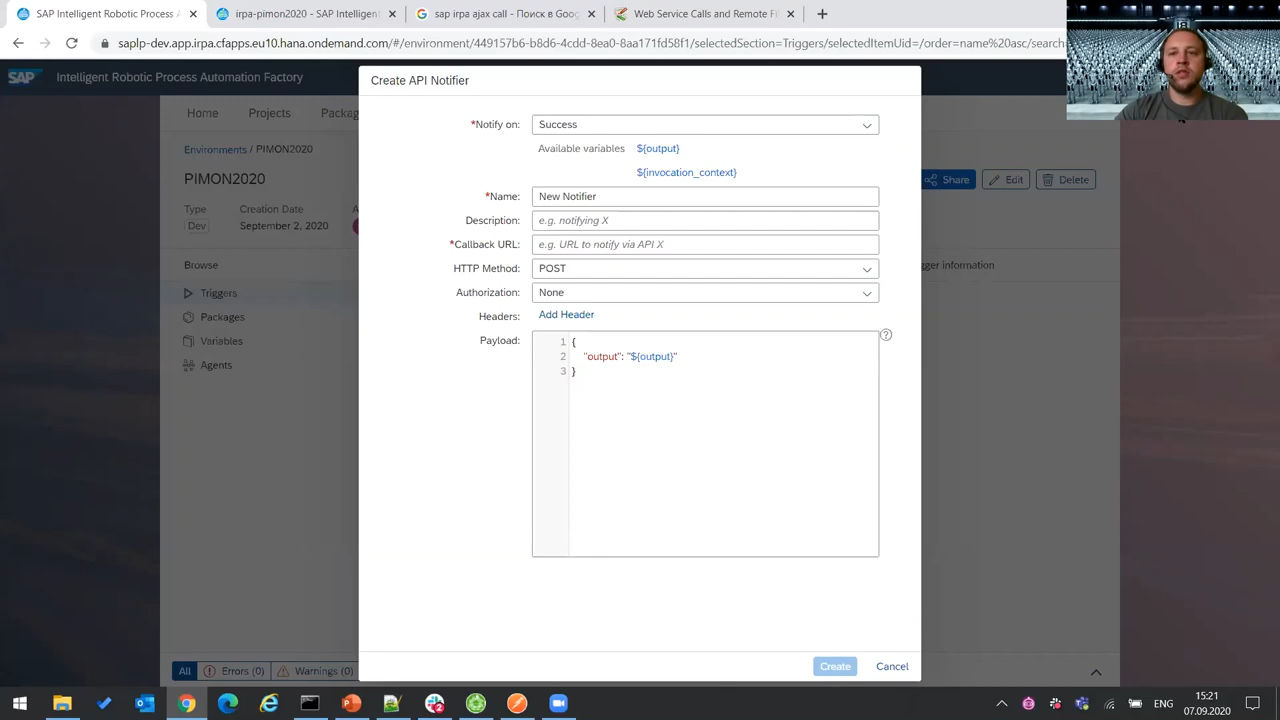 SAP Intelligent Robotic Process A
irpa-pimon2020 - SAP Intelligent
sap irpa api call - Поиск в Goog
Web Service Calls and Remote Fi
saplp-dev.app.irpa.cfapps.eu10.hana.ondemand.com/#/environment/449157b6-b8d6-4cdd-8ea0-8aa171fd58f1/selectedSection=Triggers/selectedItemUid=/order=name%20asc/search
SAP Intelligent Robotic Process Automation Factory
Create API Notifier
Home Projects Packag
Environments / PIMON2020
PIMON2020
Share Edit Delete
Type Creation Date A
Dev September 2, 2020
Browse
gger information
Triggers
Packages
Variables
Agents
*Notify on: Success
Available variables ${output}
${invocation_context}
*Name: New Notifier
Description: e.g. notifying X
*Callback URL: e.g. URL to notify via API X
HTTP Method: POST
Authorization: None
Headers: Add Header
Payload:
1 {
2 "output": "${output}"
3 }
All Errors (0) Warnings (0)
Create Cancel
ENG
15:21
07.09.2020